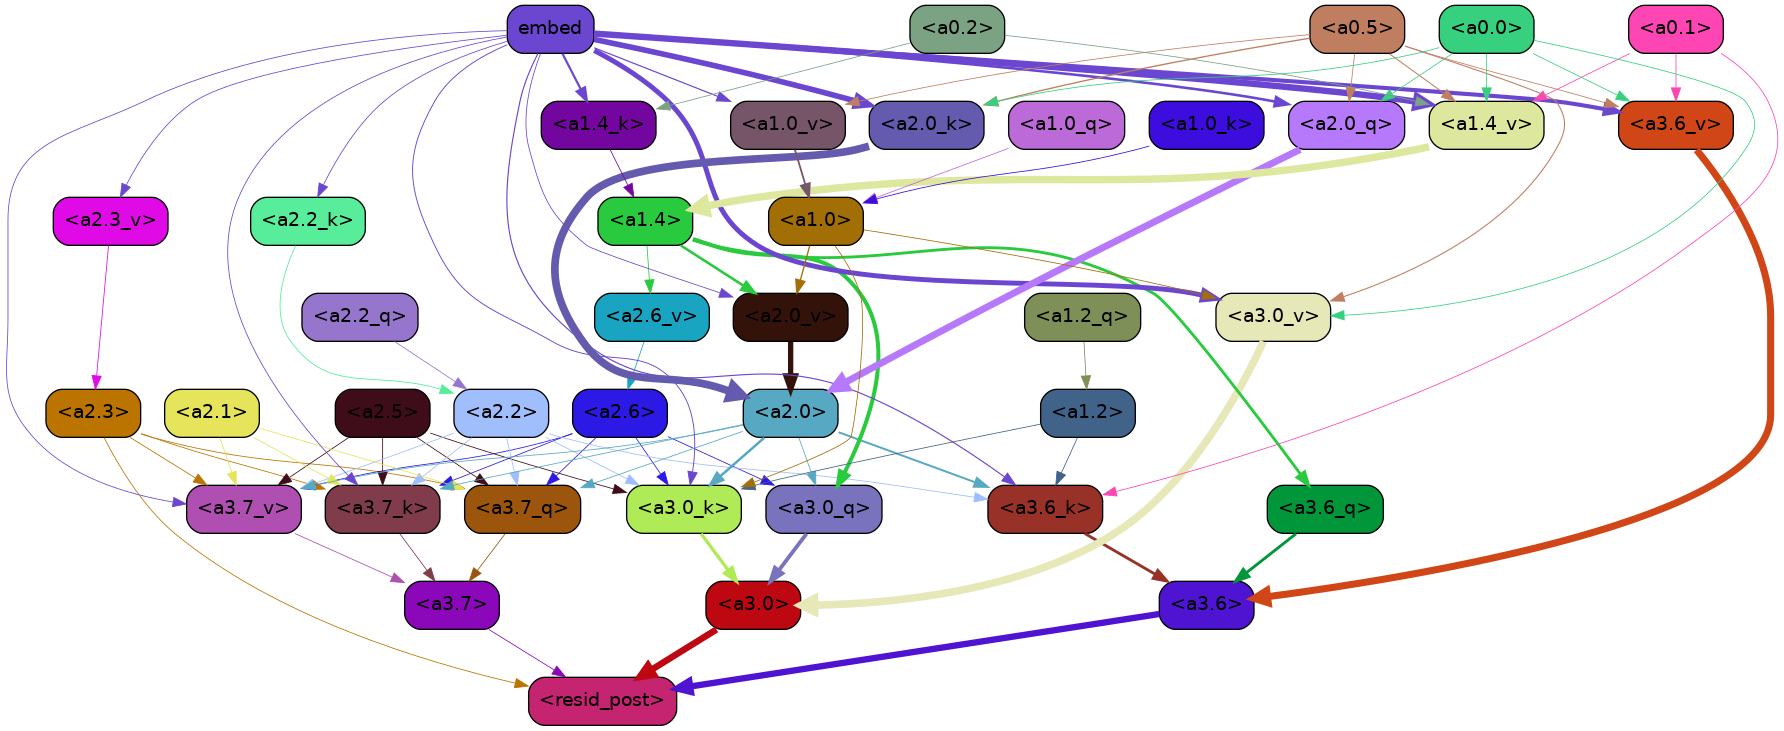 embed
<a0.2>
<a0.5>
<a0.0>
<a0.1>
<a1.4_k>
<a1.0_v>
<a2.0_k>
<a1.0_q>
<a1.0_k>
<a2.0_q>
<a1.4_v>
<a3.6_v>
<a2.3_v>
<a2.2_k>
<a1.4>
<a1.0>
<a2.2_q>
<a2.6_v>
<a2.0_v>
<a1.2_q>
<a3.0_v>
<a2.3>
<a2.1>
<a2.5>
<a2.2>
<a2.6>
<a2.0>
<a1.2>
<a3.7_v>
<a3.7_k>
<a3.7_q>
<a3.0_k>
<a3.0_q>
<a3.6_k>
<a3.6_q>
<a3.7>
<a3.0>
<a3.6>
<resid_post>